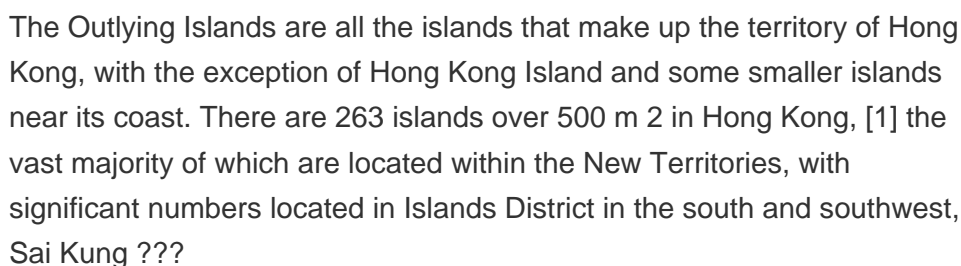 The Outlying Islands are all the islands that make up the territory of Hong
Kong, with the exception of Hong Kong Island and some smaller islands
near its coast. There are 263 islands over 500 m 2 in Hong Kong, [1] the
vast majority of which are located within the New Territories, with
significant numbers located in Islands District in the south and southwest,
Sai Kung ???